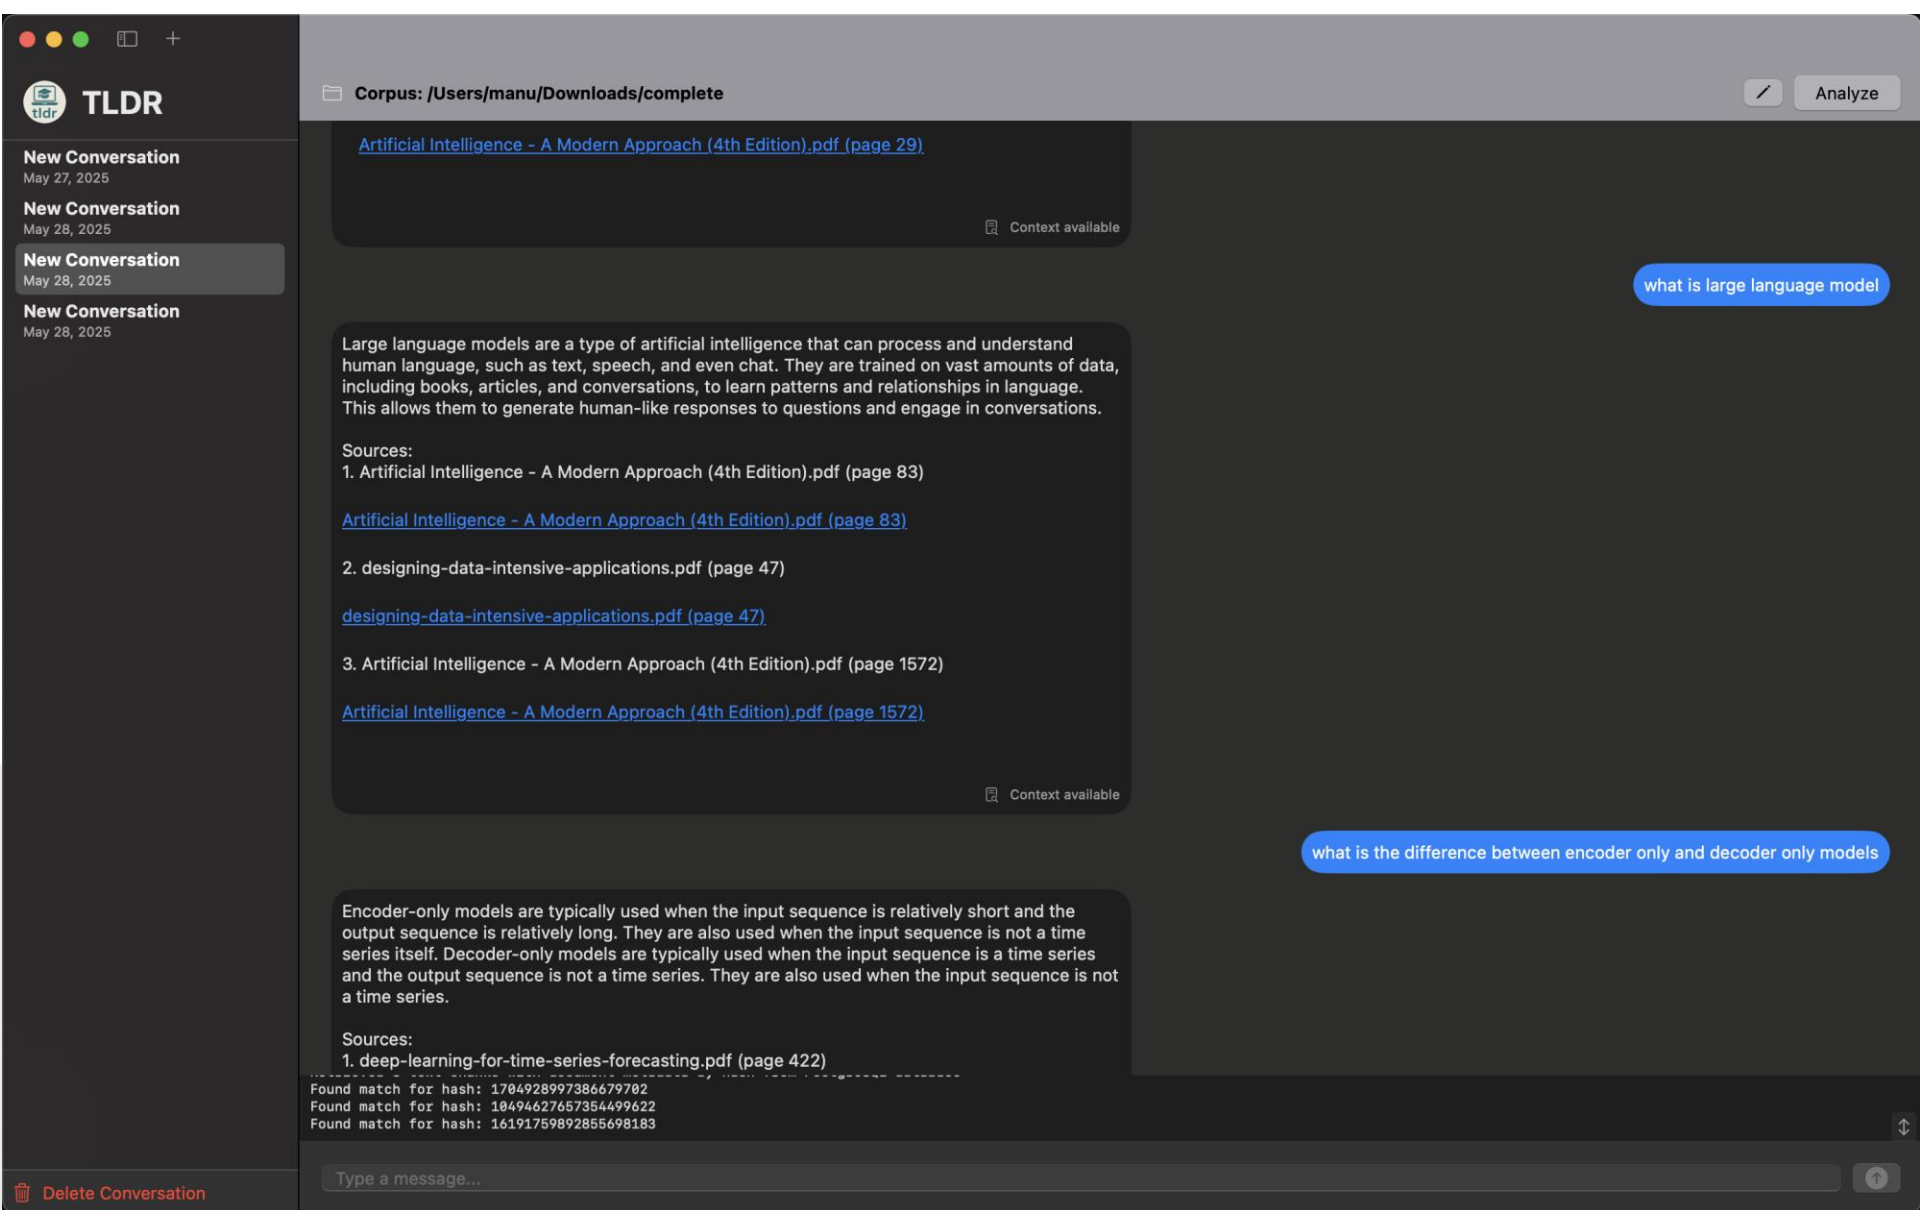 tldr
TLDR
New Conversation
May 27, 2025
New Conversation
May 28, 2025
New Conversation
May 28, 2025
New Conversation
May 28, 2025
Delete Conversation
Corpus: /Users/manu/Downloads/complete
Analyze
Artificial Intelligence - A Modern Approach (4th Edition).pdf (page 29)
Context available
what is large language model
Large language models are a type of artificial intelligence that can process and understand
human language, such as text, speech, and even chat. They are trained on vast amounts of data,
including books, articles, and conversations, to learn patterns and relationships in language.
This allows them to generate human-like responses to questions and engage in conversations.
Sources:
1. Artificial Intelligence - A Modern Approach (4th Edition).pdf (page 83)
Artificial Intelligence - A Modern Approach (4th Edition).pdf (page 83)
2. designing-data-intensive-applications.pdf (page 47)
designing-data-intensive-applications.pdf (page 47)
3. Artificial Intelligence - A Modern Approach (4th Edition).pdf (page 1572)
Artificial Intelligence - A Modern Approach (4th Edition).pdf (page 1572)
Context available
what is the difference between encoder only and decoder only models
Encoder-only models are typically used when the input sequence is relatively short and the
output sequence is relatively long. They are also used when the input sequence is not a time
series itself. Decoder-only models are typically used when the input sequence is a time series
and the output sequence is not a time series. They are also used when the input sequence is not
a time series.
Sources:
1. deep-learning-for-time-series-forecasting.pdf (page 422)
Found match for hash: 1704928997386679702
Found match for hash: 10494627657354499622
Found match for hash: 16191759892855698183
Type a message...